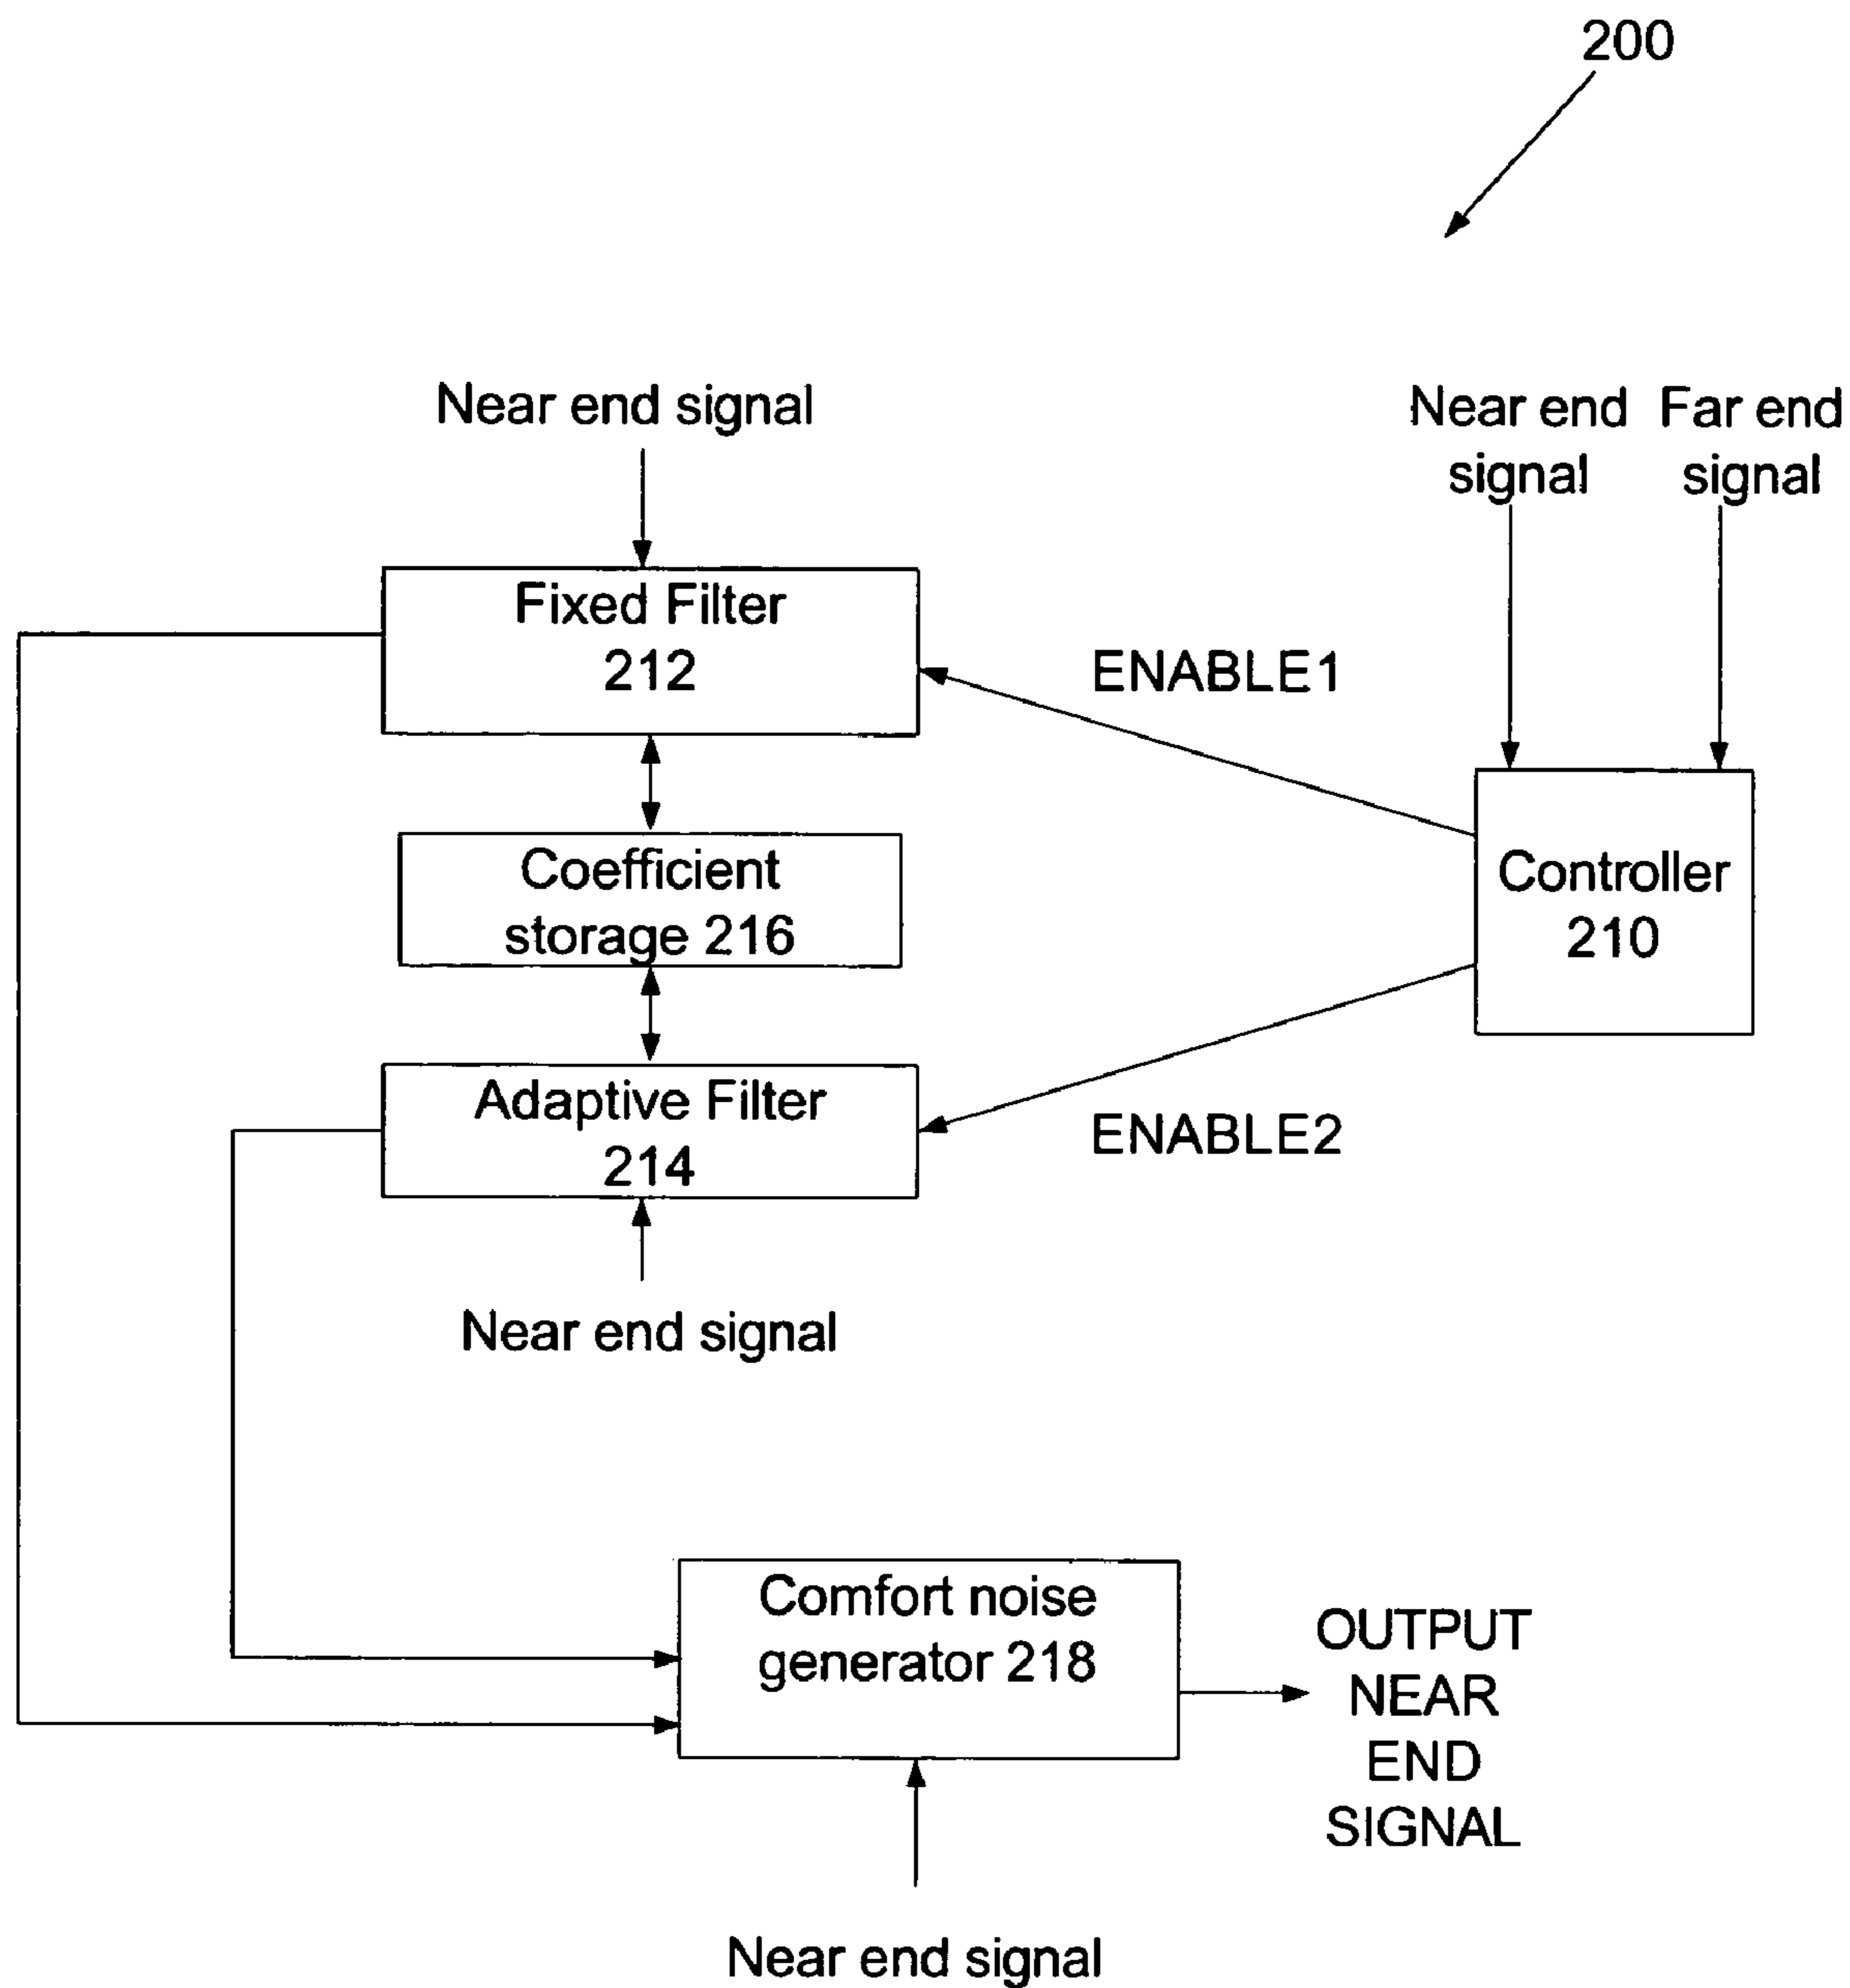 200
Near end signal
Near end
signal
Far end
signal
Fixed Filter
212
ENABLE1
Coefficient
storage 216
Controller
210
Adaptive Filter
214
ENABLE2
Near end signal
Comfort noise
generator 218
OUTPUT
NEAR
END
SIGNAL
Near end signal